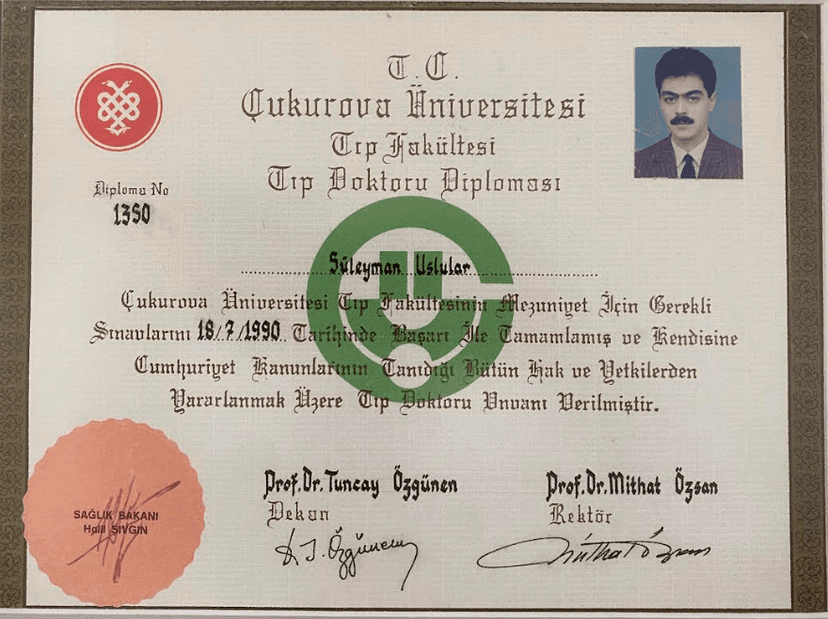 T. C.
Çukurova Üniversitesi
Tıp Fakültesi
Tıp Doktoru Diploması
Diploma No
1350
Süleyman Uslular
Çukurova Üniversitesi Tıp Fakültesinin Mezuniyet İçin Gerekli
Sınavlarını 18/7/1990 Tarihinde Başarı İle Tamamlamış ve Kendisine
Cumhuriyet Kanunlarının Tanıdığı Bütün Hak ve Yetkilerden
Yararlanmak Üzere Tıp Doktoru Unvanı Verilmiştir.
Prof.Dr.Tuncay Özgünen
Dekan
Prof.Dr.Mithat Özsan
Rektör
SAĞLIK BAKANI
Halil ŞIVGIN